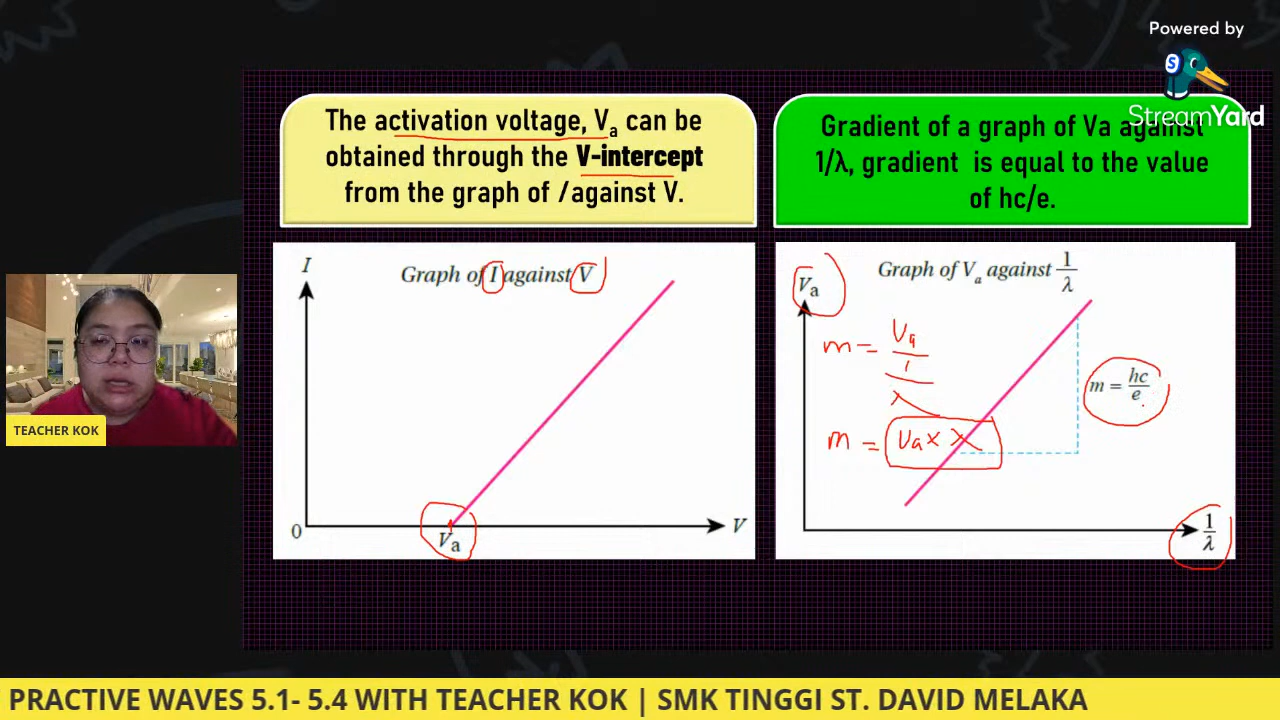 Powered by
S
StreamYard
The activation voltage, Va can be
obtained through the V-intercept
from the graph of I against V.
Gradient of a graph of Va against
1/λ, gradient is equal to the value
of hc/e.
I
Graph of I against V
0
Va
V
Va
Graph of Va against 1/λ
m = Va
1
λ
m = Va x λ
m = hc/e
1/λ
TEACHER KOK
PRACTIVE WAVES 5.1- 5.4 WITH TEACHER KOK | SMK TINGGI ST. DAVID MELAKA